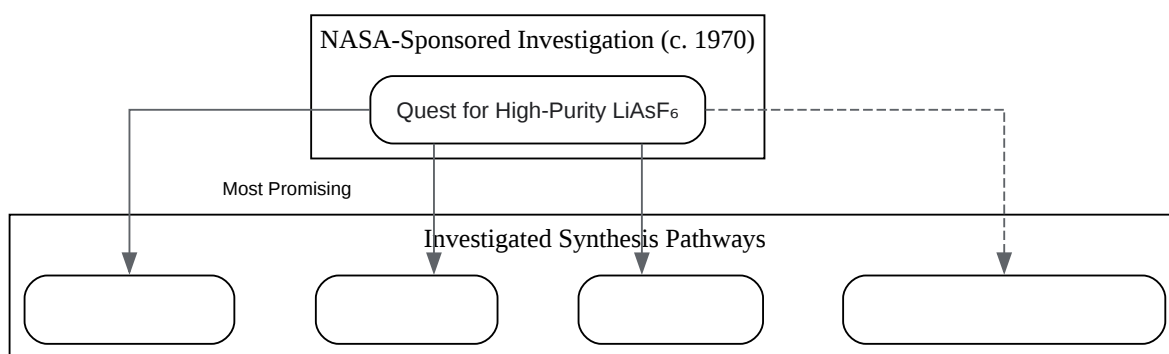 NASA-Sponsored Investigation (c. 1970)
Quest for High-Purity LiAsF₆
Most Promising
Investigated Synthesis Pathways